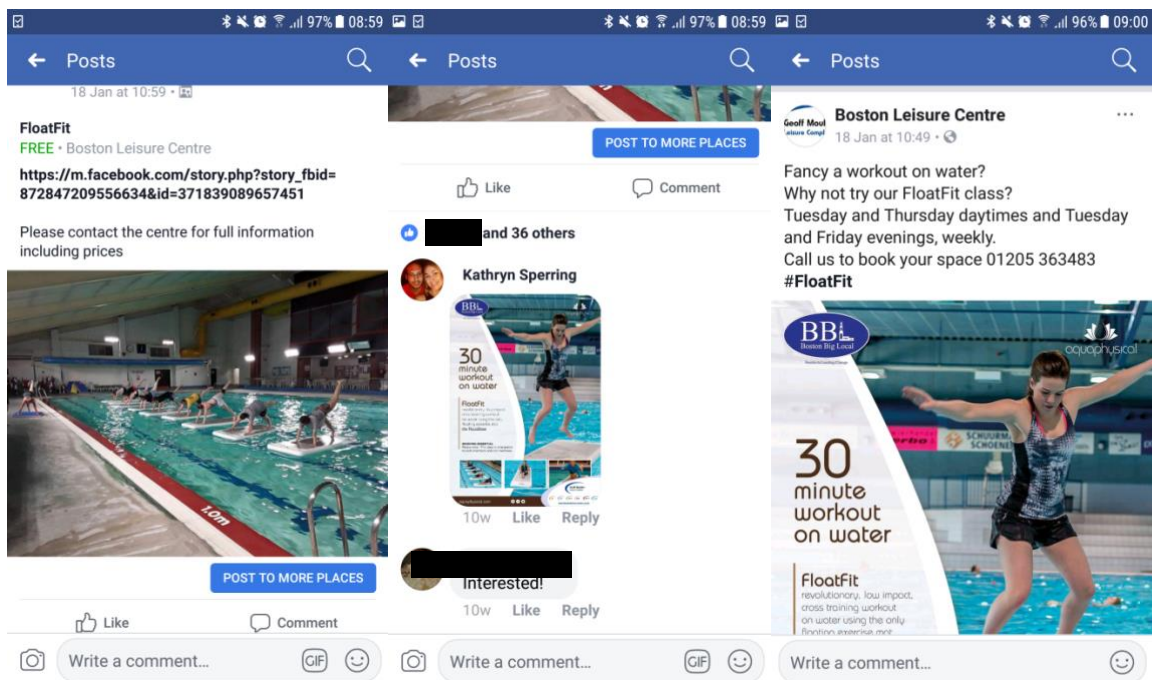 97% 08:59
Posts
18 Jan at 10:59
FloatFit
FREE • Boston Leisure Centre
https://m.facebook.com/story.php?story_fbid=
872847209556634&id=371839089657451
Please contact the centre for full information
including prices
1.0m
POST TO MORE PLACES
Like Comment
Write a comment... GIF
97% 08:59
Posts
POST TO MORE PLACES
Like Comment
and 36 others
Kathryn Sperring
BBL
30
minute
workout
on water
FloatFit
10w Like Reply
Interested!
10w Like Reply
Write a comment... GIF
96% 09:00
Posts
Boston Leisure Centre
18 Jan at 10:49
Fancy a workout on water?
Why not try our FloatFit class?
Tuesday and Thursday daytimes and Tuesday
and Friday evenings, weekly.
Call us to book your space 01205 363483
#FloatFit
BBL
Boston Big Local
aquaphysical
30
minute
workout
on water
FloatFit
revolutionary, low impact,
cross training workout
on water using the only
floating exercise mat